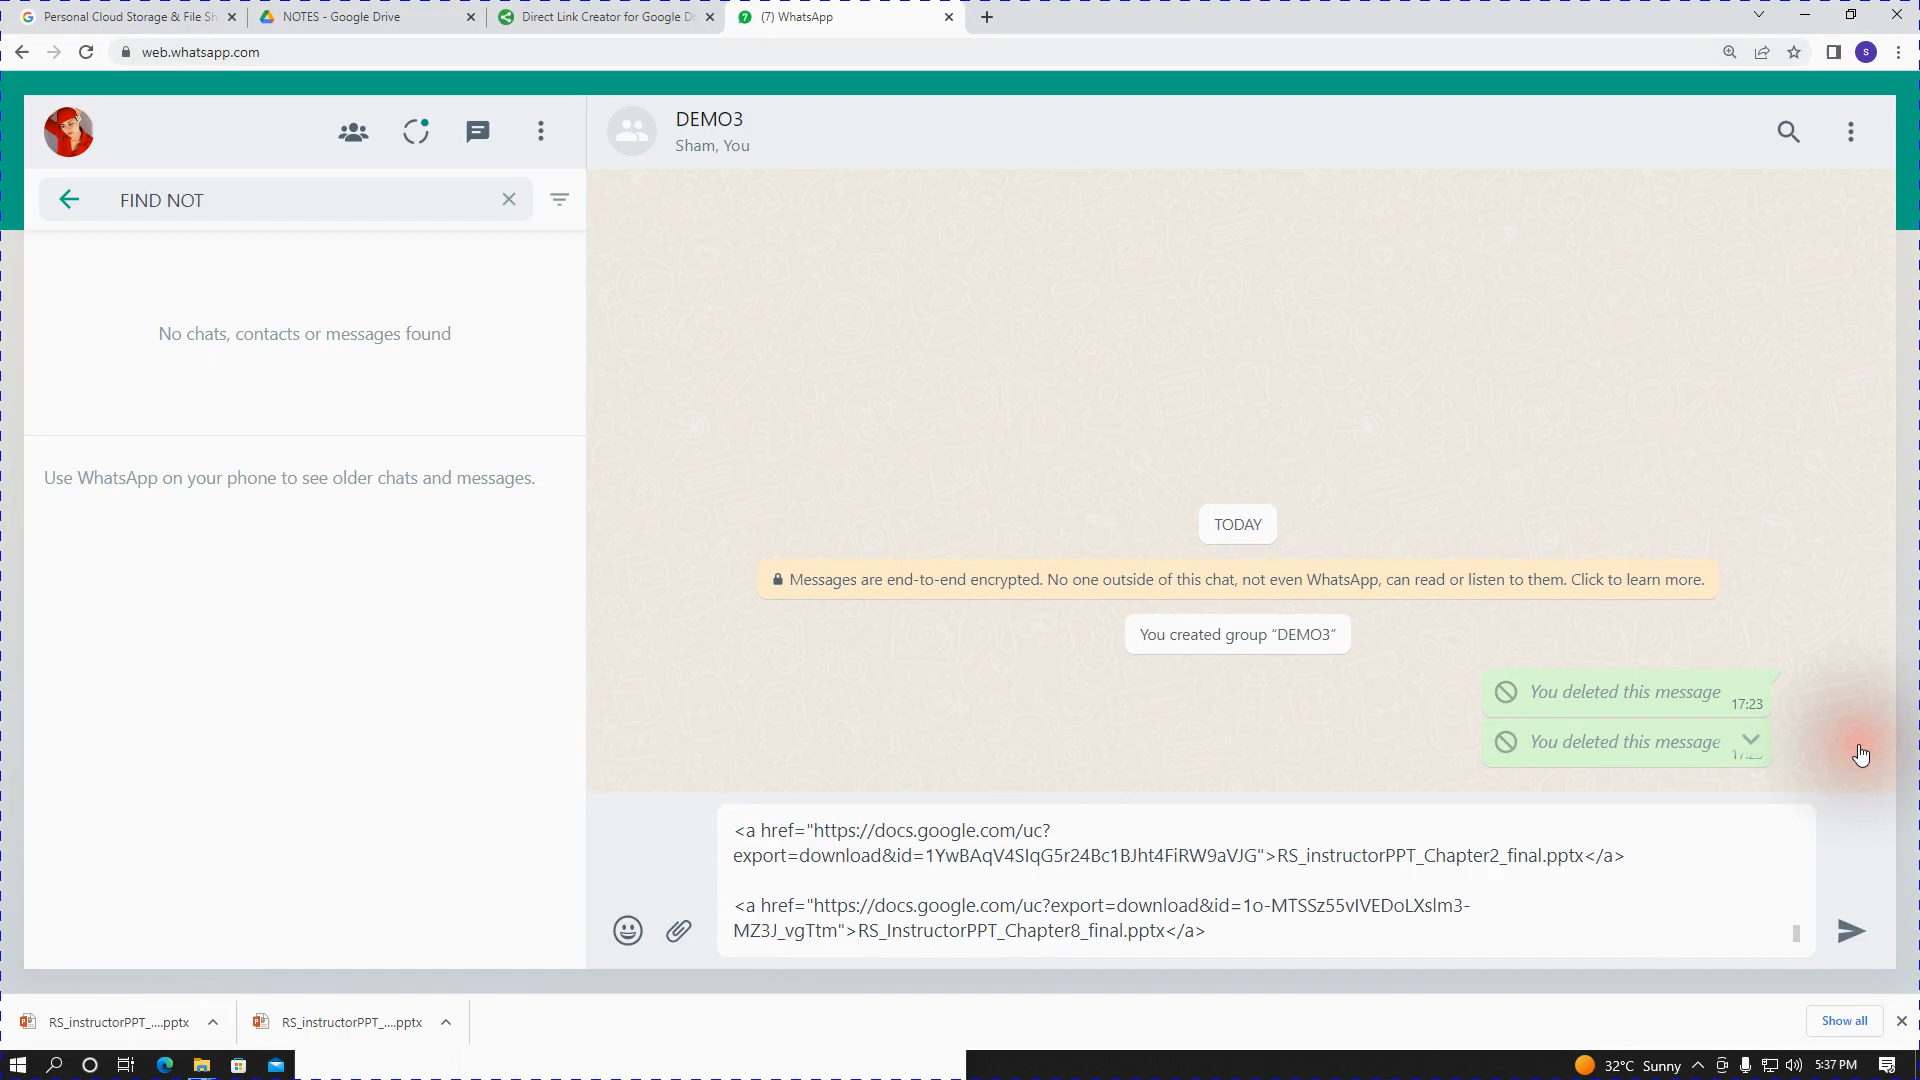 Personal Cloud Storage & File Sh
NOTES - Google Drive
Direct Link Creator for Google Dr
(7) WhatsApp
web.whatsapp.com
S
DEMO3
Sham, You
FIND NOT
No chats, contacts or messages found
Use WhatsApp on your phone to see older chats and messages.
TODAY
Messages are end-to-end encrypted. No one outside of this chat, not even WhatsApp, can read or listen to them. Click to learn more.
You created group “DEMO3”
You deleted this message 17:23
You deleted this message
<a href="https://docs.google.com/uc?
export=download&id=1YwBAqV4SIqG5r24Bc1BJht4FiRW9aVJG">RS_instructorPPT_Chapter2_final.pptx</a>
<a href="https://docs.google.com/uc?export=download&id=1o-MTSSz55vIVEDoLXslm3-
MZ3J_vgTtm">RS_InstructorPPT_Chapter8_final.pptx</a>
RS_instructorPPT_....pptx
RS_instructorPPT_....pptx
Show all
32°C Sunny
5:37 PM